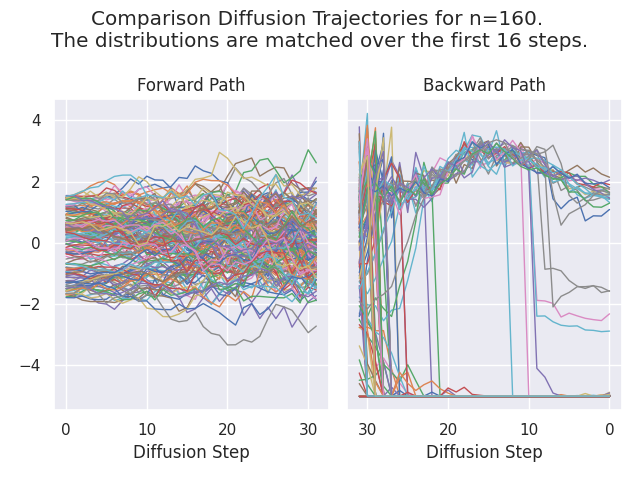 Comparison Diffusion Trajectories for n=160.
The distributions are matched over the first 16 steps.
Forward Path
Backward Path
4
2
0
−2
−4
0 10 20 30
30 20 10 0
Diffusion Step
Diffusion Step